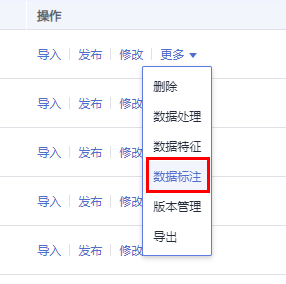 操作
导入 发布 修改 更多
删除
导入 发布 修改
数据处理
数据特征
导入 发布 修改
数据标注
导入 发布 修改
版本管理
导出
导入 发布 修改